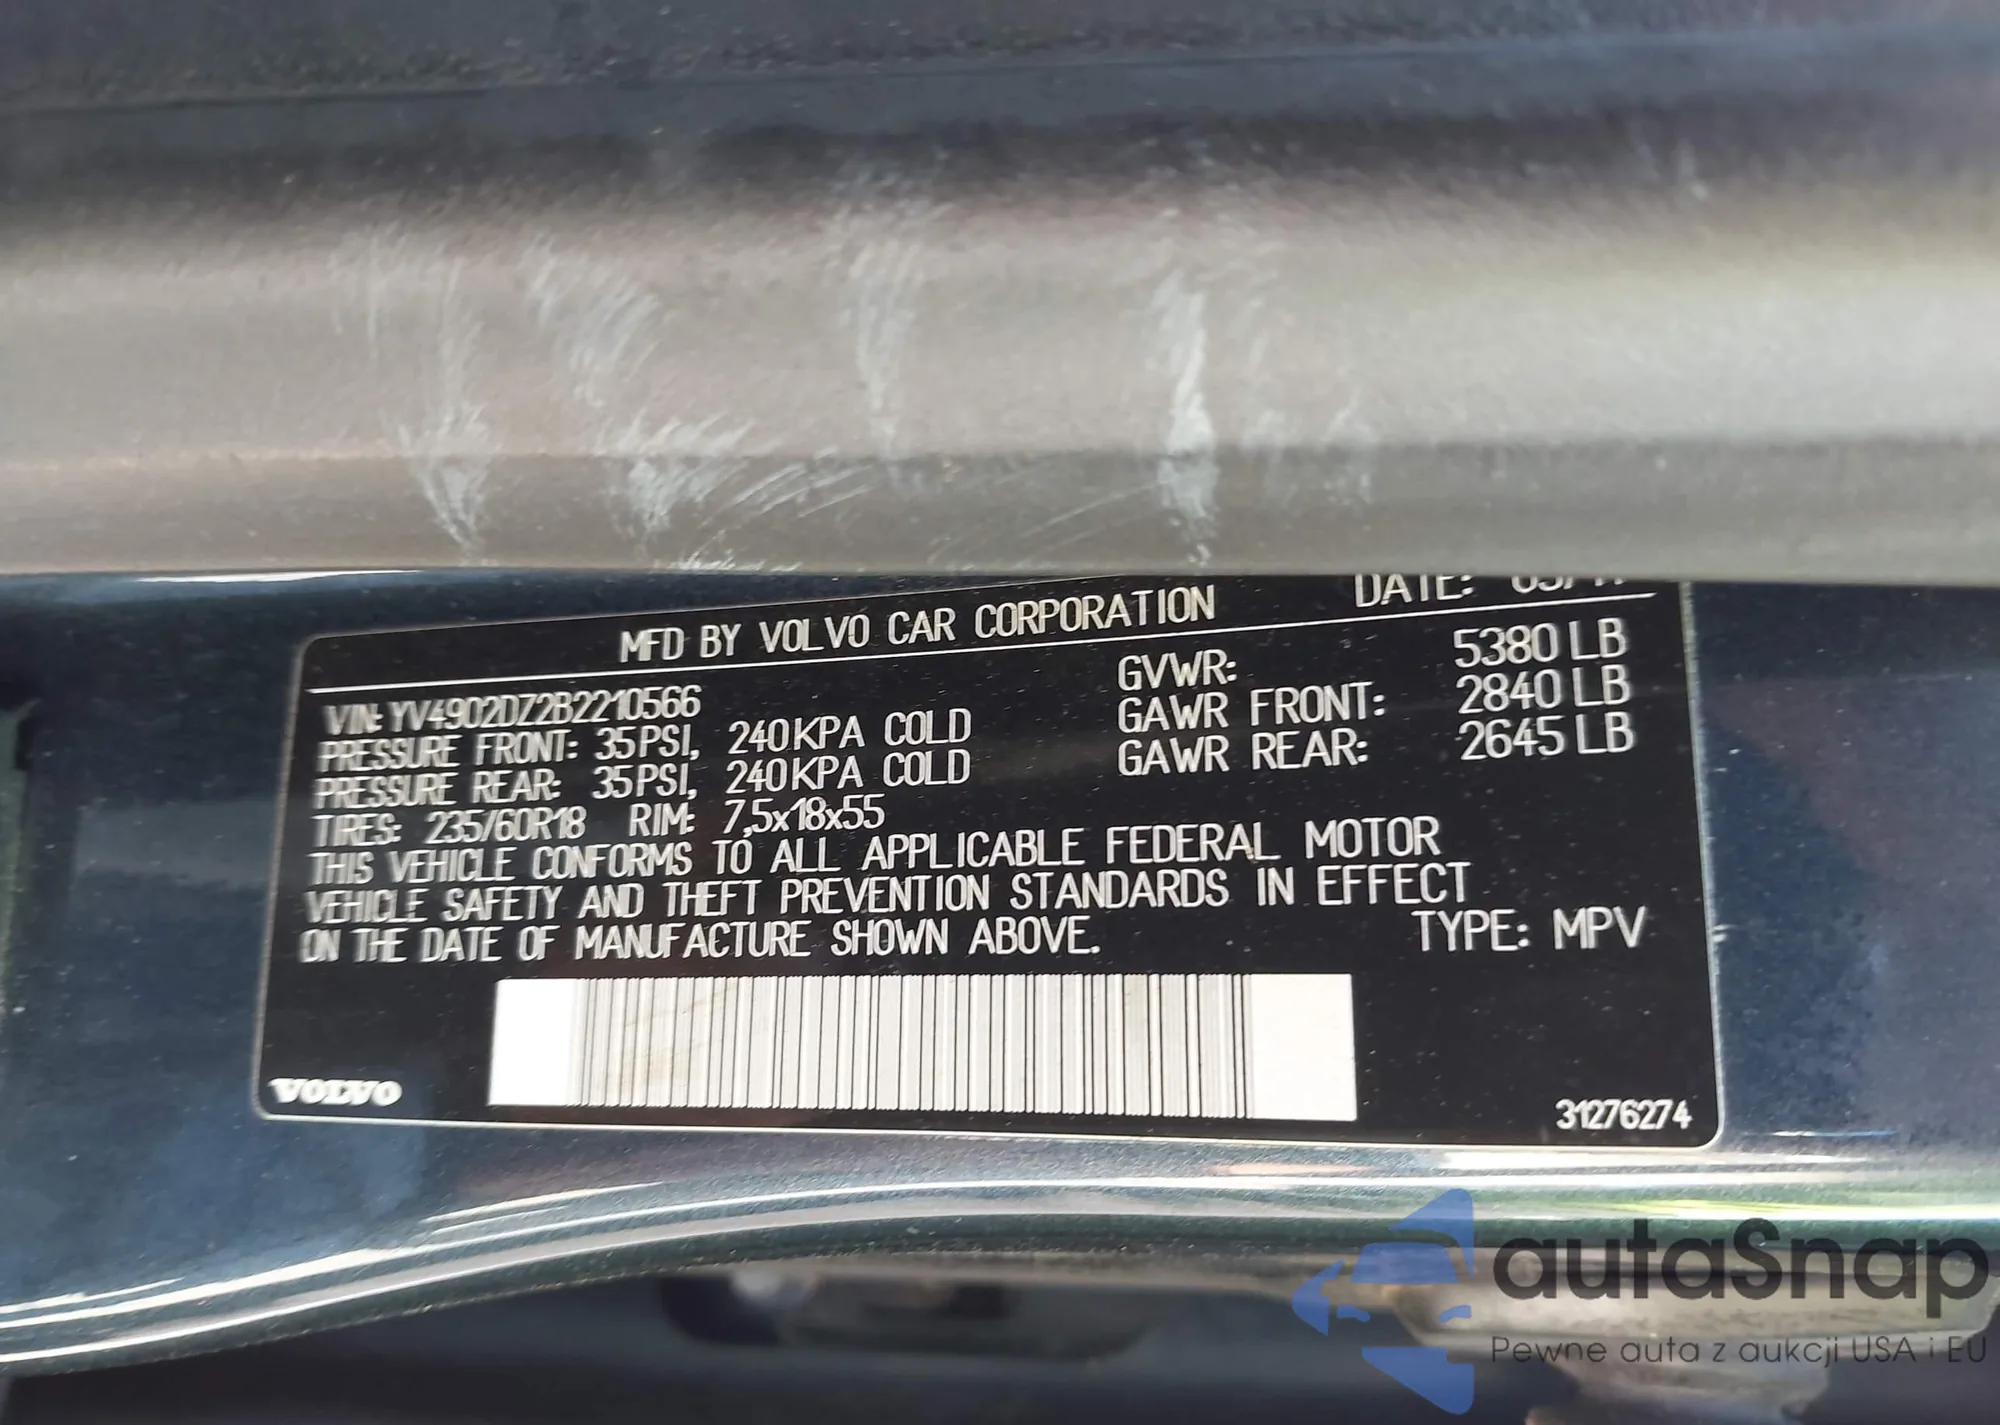 MFD BY VOLVO CAR CORPORATION
DATE:
VIN: YV4902DZ2B2210566
PRESSURE FRONT: 35PSI, 240KPA COLD
PRESSURE REAR: 35PSI, 240KPA COLD
TIRES: 235/60R18 RIM: 7,5x18x55
GVWR: 5380 LB
GAWR FRONT: 2840 LB
GAWR REAR: 2645 LB
THIS VEHICLE CONFORMS TO ALL APPLICABLE FEDERAL MOTOR
VEHICLE SAFETY AND THEFT PREVENTION STANDARDS IN EFFECT
ON THE DATE OF MANUFACTURE SHOWN ABOVE.
TYPE: MPV
VOLVO
31276274
autaSnap
Pewne auta z aukcji USA i EU